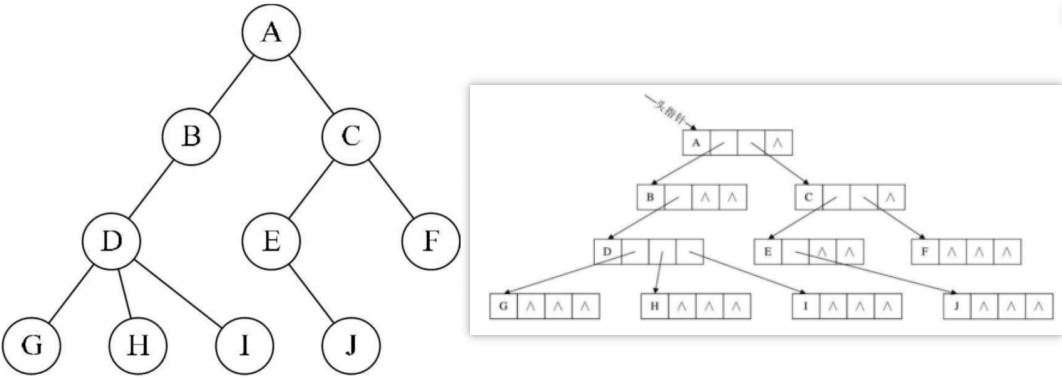 A
B
C
D
E
F
G
H
I
J
头指针
A ∧
B ∧ ∧
C ∧
D
E ∧ ∧
F ∧ ∧ ∧
G ∧ ∧ ∧
H ∧ ∧ ∧
I ∧ ∧ ∧
J ∧ ∧ ∧